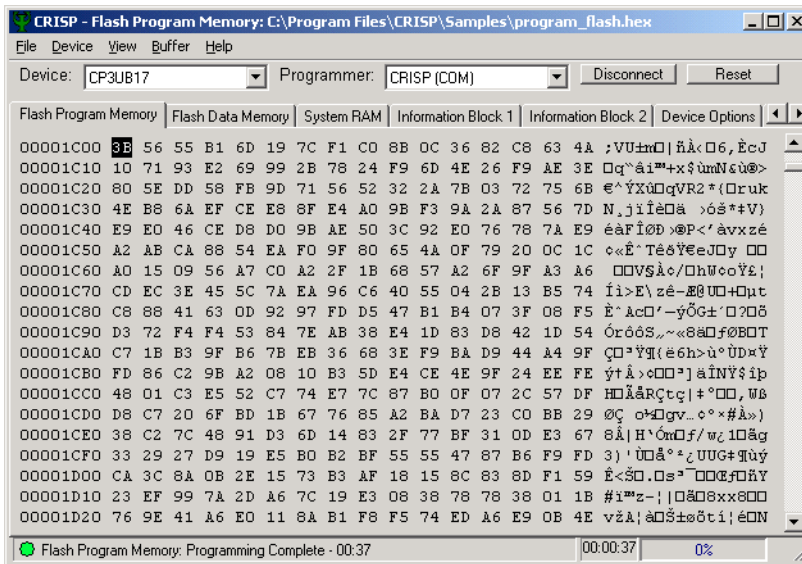 CRISP - Flash Program Memory: C:\Program Files\CRISP\Samples\program_flash.hex
File Device View Buffer Help
Device: CP3UB17 Programmer: CRISP (COM) Disconnect Reset
Flash Program Memory Flash Data Memory System RAM Information Block 1 Information Block 2 Device Options
00001C00 3B 56 55 B1 6D 19 7C F1 C0 8B 0C 36 82 C8 63 4A
00001C10 10 71 93 E2 69 99 2B 78 24 F9 6D 4E 26 F9 AE 3E
00001C20 80 5E DD 58 FB 9D 71 56 52 32 2A 7B 03 72 75 6B
00001C30 4E B8 6A EF CE E8 8F E4 A0 9B F3 9A 2A 87 56 7D
00001C40 E9 E0 46 CE D8 D0 9B AE 50 3C 92 E0 76 78 7A E9
00001C50 A2 AB CA 88 54 EA F0 9F 80 65 4A 0F 79 20 0C 1C
00001C60 A0 15 09 56 A7 C0 A2 2F 1B 68 57 A2 6F 9F A3 A6
00001C70 CD EC 3E 45 5C 7A EA 96 C6 40 55 04 2B 13 B5 74
00001C80 C8 88 41 63 0D 92 97 FD D5 47 B1 B4 07 3F 08 F5
00001C90 D3 72 F4 F4 53 84 7E AB 38 E4 1D 83 D8 42 1D 54
00001CA0 C7 1B B3 9F B6 7B EB 36 68 3E F9 BA D9 44 A4 9F
00001CB0 FD 86 C2 9B A2 08 10 B3 5D E4 CE 4E 9F 24 EE FE
00001CC0 48 01 C3 E5 52 C7 74 E7 7C 87 B0 0F 07 2C 57 DF
00001CD0 D8 C7 20 6F BD 1B 67 76 85 A2 BA D7 23 C0 BB 29
00001CE0 38 C2 7C 48 91 D3 6D 14 83 2F 77 BF 31 0D E3 67
00001CF0 33 29 27 D9 19 E5 B0 B2 BF 55 55 47 87 B6 F9 FD
00001D00 CA 3C 8A 0B 2E 15 73 B3 AF 18 15 8C 83 8D F1 59
00001D10 23 EF 99 7A 2D A6 7C 19 E3 08 38 78 78 38 01 1B
00001D20 76 9E 41 A6 E0 11 8A B1 F8 F5 74 ED A6 E9 0B 4E
Flash Program Memory: Programming Complete - 00:37 00:00:37 0%